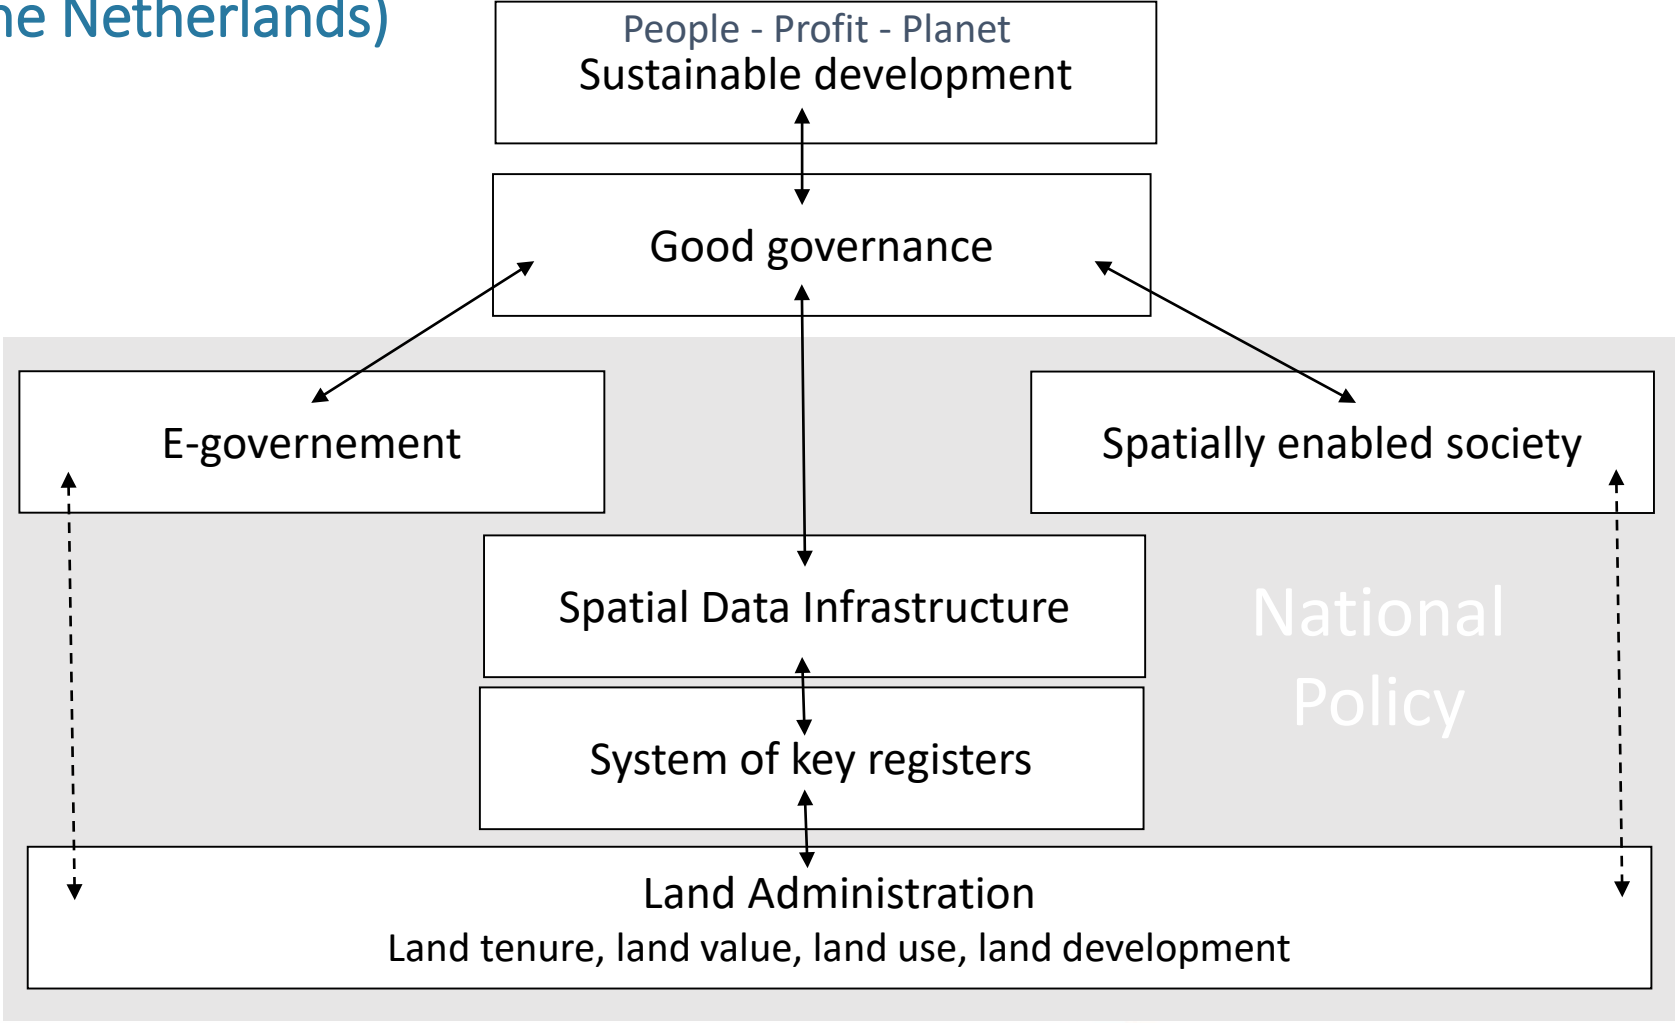 ne Netherlands)
People - Profit - Planet
Sustainable development
Good governance
E-governement
Spatially enabled society
Spatial Data Infrastructure
National
Policy
System of key registers
Land Administration
Land tenure, land value, land use, land development